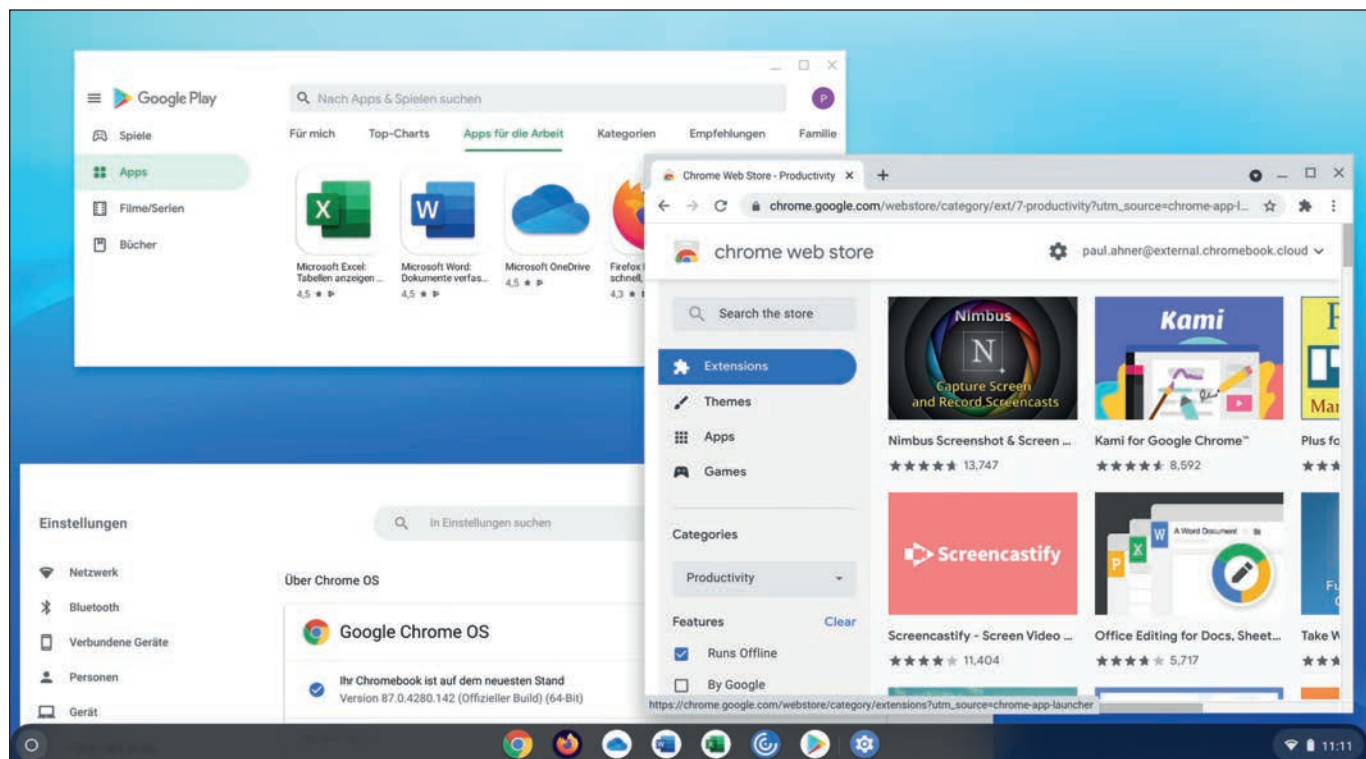 Google Play
Nach Apps & Spielen suchen
P
Spiele
Apps
Filme/Serien
Bücher
Für mich
Top-Charts
Apps für die Arbeit
Kategorien
Empfehlungen
Familie
Microsoft Excel:
Tabellen anzeigen ...
4,5 ★
Microsoft Word:
Dokumente verfas...
4,5 ★
Microsoft OneDrive
4,5 ★
Firefox
schnell,
4,3 ★
Chrome Web Store - Productivity
chrome.google.com/webstore/category/ext/7-productivity?utm_source=chrome-app-l...
chrome web store
paul.ahner@external.chromebook.cloud
Search the store
Extensions
Themes
Apps
Games
Categories
Productivity
Features
Clear
Runs Offline
By Google
Nimbus
N
Capture Screen
and Record Screencasts
Nimbus Screenshot & Screen ...
13,747
Kami
Kami for Google Chrome™
8,592
Mar
Plus fo
Screencastify
Screencastify - Screen Video ...
11,404
A Word Document
Office Editing for Docs, Sheet...
5,717
Take W
https://chrome.google.com/webstore/category/extensions?utm_source=chrome-app-launcher
Einstellungen
In Einstellungen suchen
Netzwerk
Bluetooth
Verbundene Geräte
Personen
Gerät
Über Chrome OS
Google Chrome OS
Ihr Chromebook ist auf dem neuesten Stand
Version 87.0.4280.142 (Offizieller Build) (64-Bit)
11:11